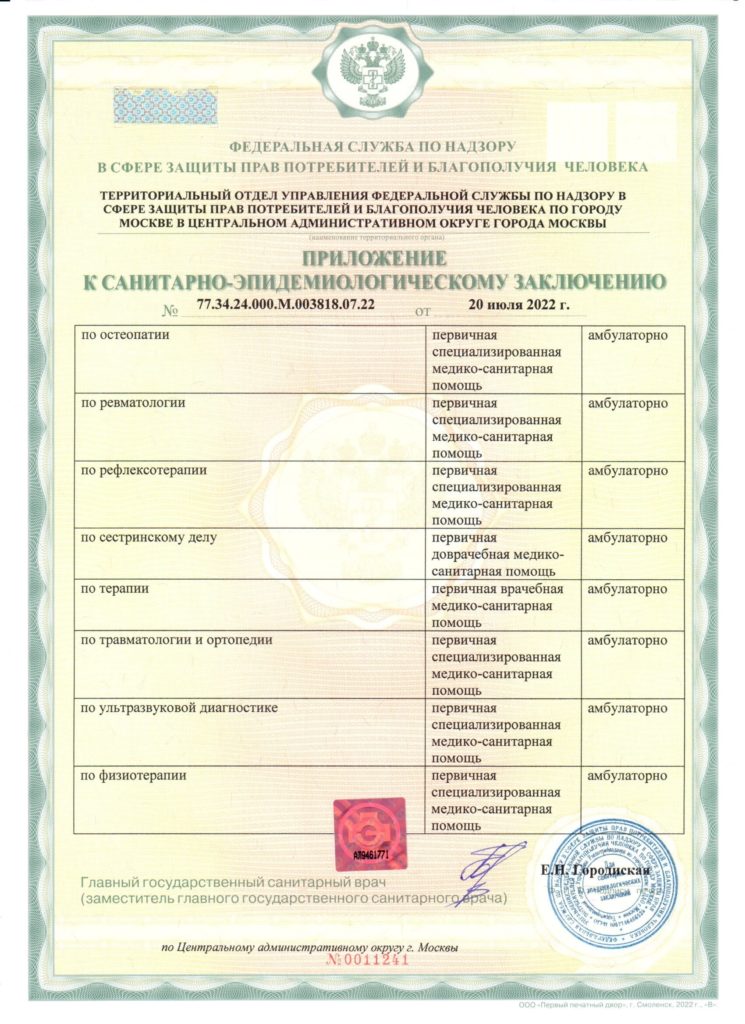 ФЕДЕРАЛЬНАЯ СЛУЖБА ПО НАДЗОРУ
В СФЕРЕ ЗАЩИТЫ ПРАВ ПОТРЕБИТЕЛЕЙ И БЛАГОПОЛУЧИЯ ЧЕЛОВЕКА
ТЕРРИТОРИАЛЬНЫЙ ОТДЕЛ УПРАВЛЕНИЯ ФЕДЕРАЛЬНОЙ СЛУЖБЫ ПО НАДЗОРУ В
СФЕРЕ ЗАЩИТЫ ПРАВ ПОТРЕБИТЕЛЕЙ И БЛАГОПОЛУЧИЯ ЧЕЛОВЕКА ПО ГОРОДУ
МОСКВЕ В ЦЕНТРАЛЬНОМ АДМИНИСТРАТИВНОМ ОКРУГЕ ГОРОДА МОСКВЫ
(наименование территориального органа)
ПРИЛОЖЕНИЕ
К САНИТАРНО-ЭПИДЕМИОЛОГИЧЕСКОМУ ЗАКЛЮЧЕНИЮ
№ 77.34.24.000.М.003818.07.22 от 20 июля 2022 г.
по остеопатии первичная амбулаторно
специализированная
медико-санитарная
помощь
по ревматологии первичная амбулаторно
специализированная
медико-санитарная
помощь
по рефлексотерапии первичная амбулаторно
специализированная
медико-санитарная
помощь
по сестринскому делу первичная амбулаторно
доврачебная медико-
санитарная помощь
по терапии первичная врачебная амбулаторно
медико-санитарная
помощь
по травматологии и ортопедии первичная амбулаторно
специализированная
медико-санитарная
помощь
по ультразвуковой диагностике первичная амбулаторно
специализированная
медико-санитарная
помощь
по физиотерапии первичная амбулаторно
специализированная
медико-санитарная
помощь
АТ9461771
Е.Н. Городиская
Главный государственный санитарный врач
(заместитель главного государственного санитарного врача)
по Центральному административному округу г. Москвы
№0011241
ООО «Первый печатный двор», г. Смоленск, 2022 г., «В».